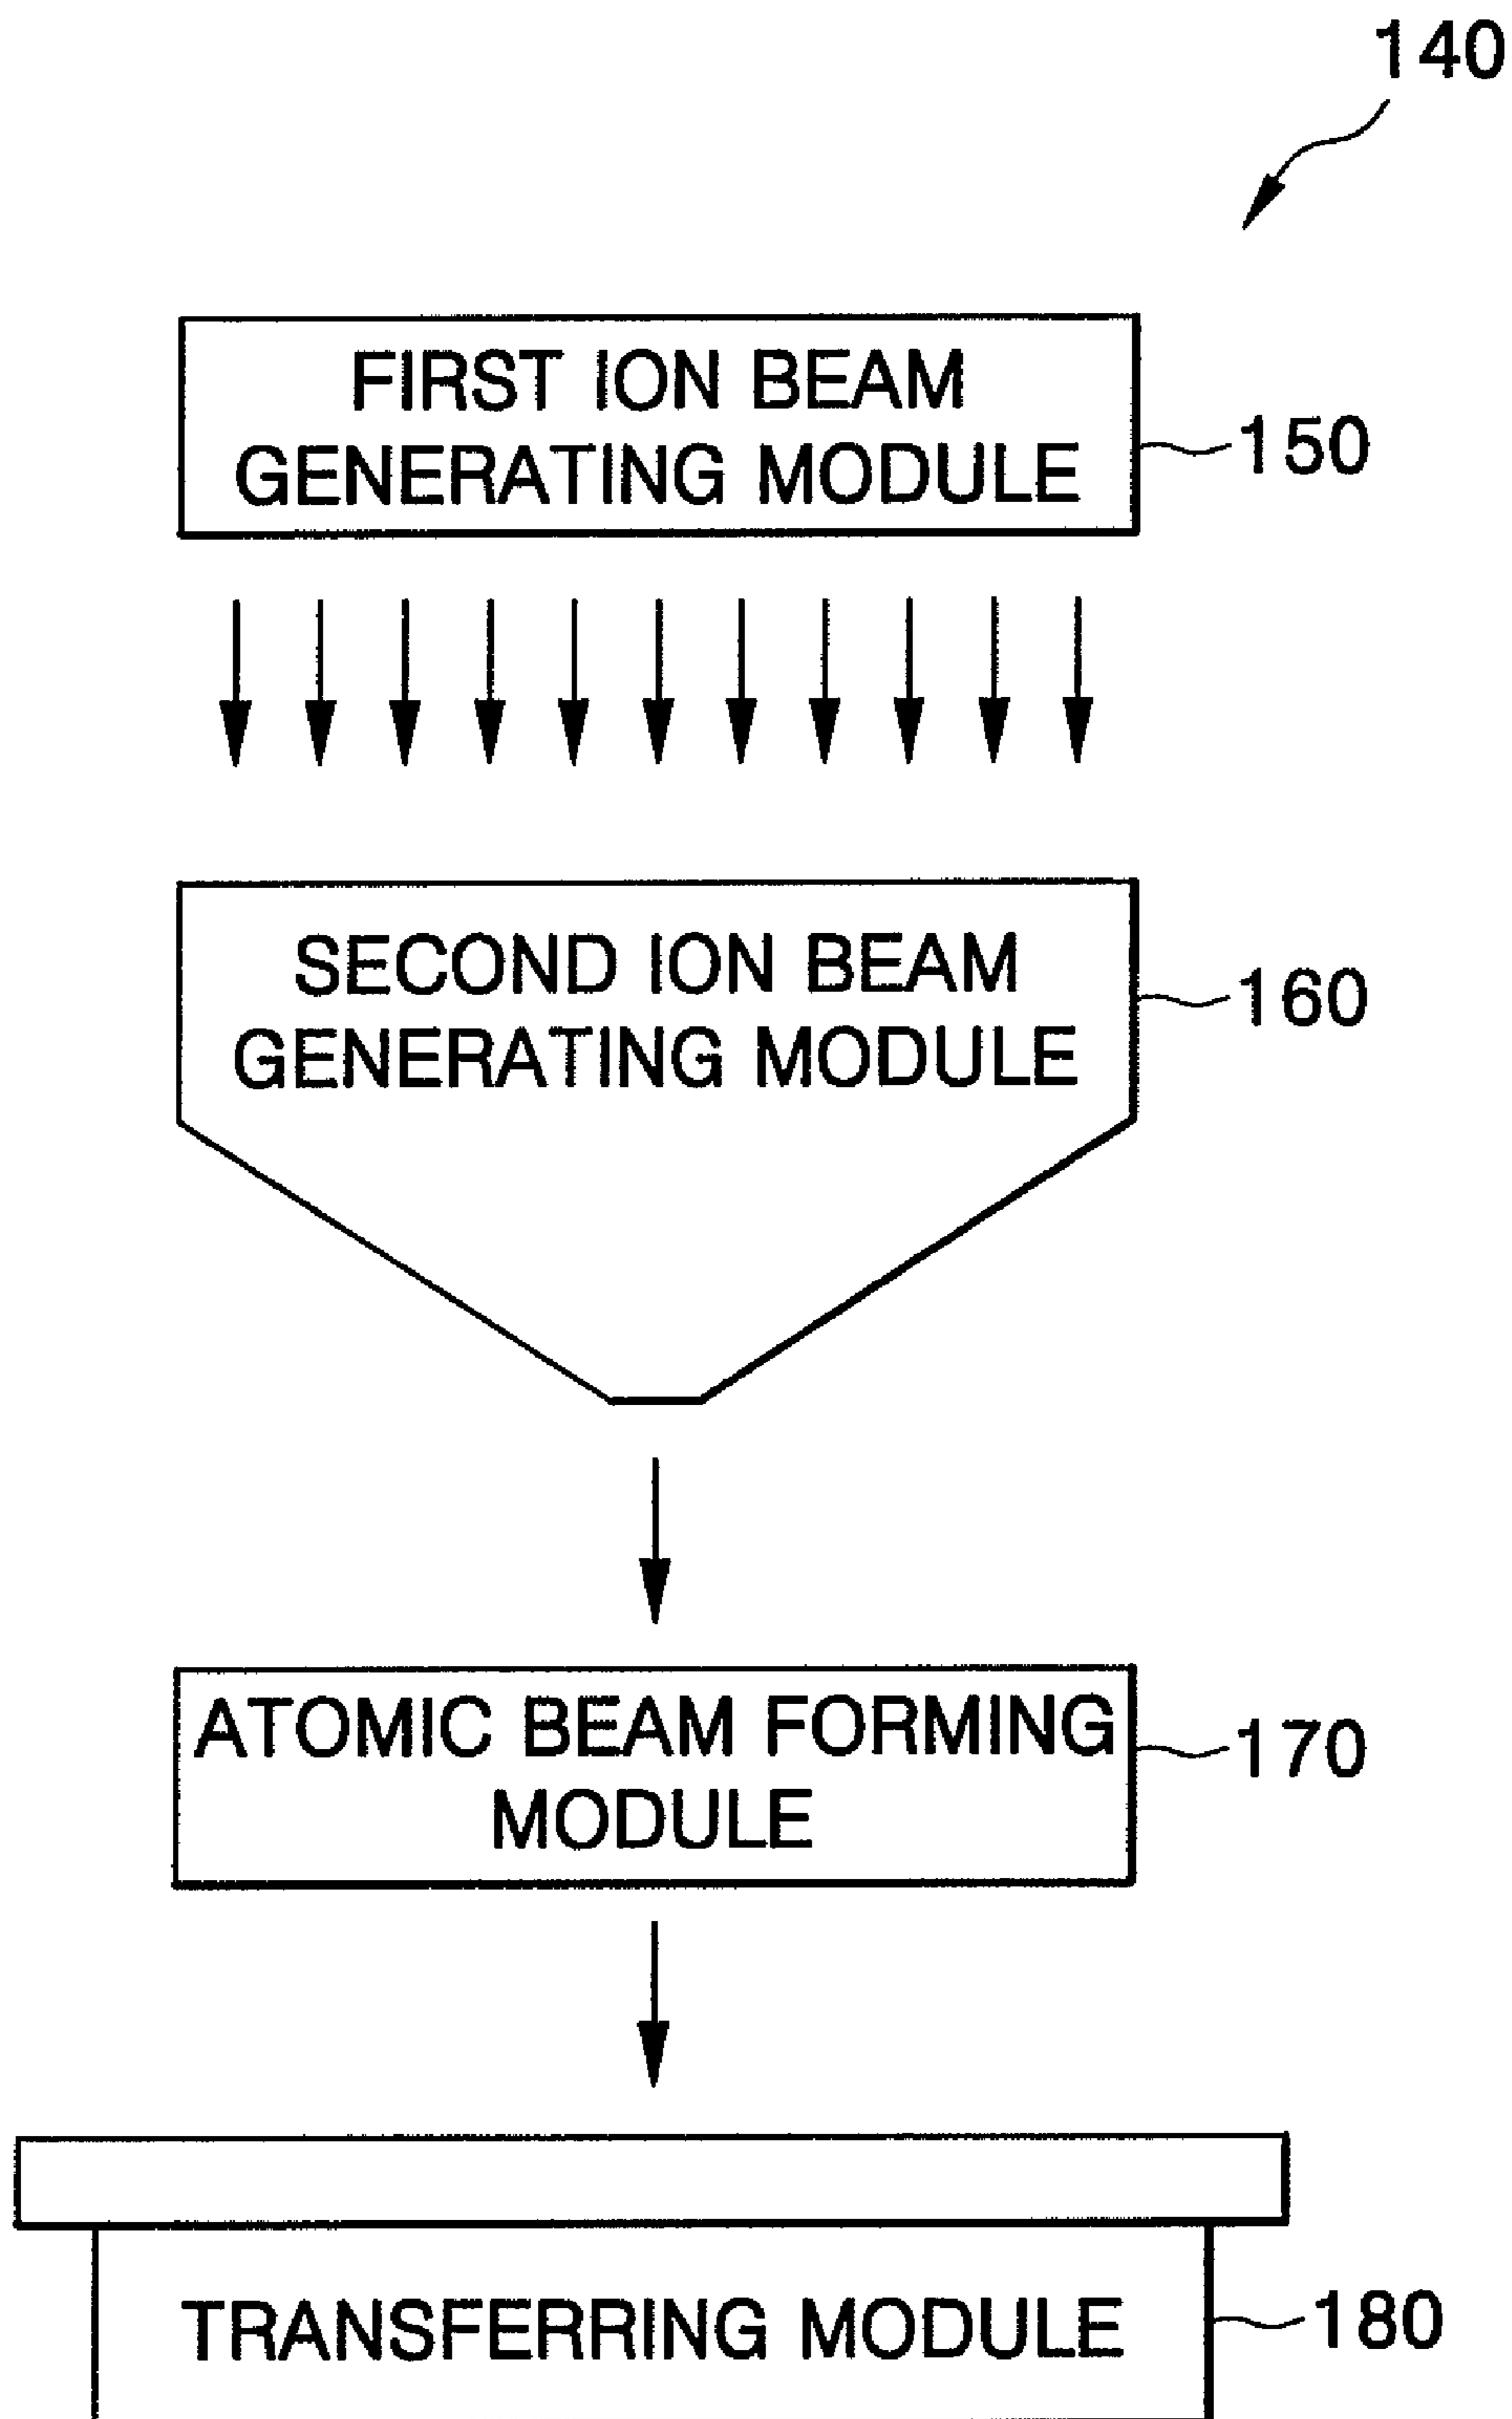 140
FIRST ION BEAM
GENERATING MODULE
150
SECOND ION BEAM
GENERATING MODULE
160
ATOMIC BEAM FORMING
MODULE
170
TRANSFERRING MODULE
180